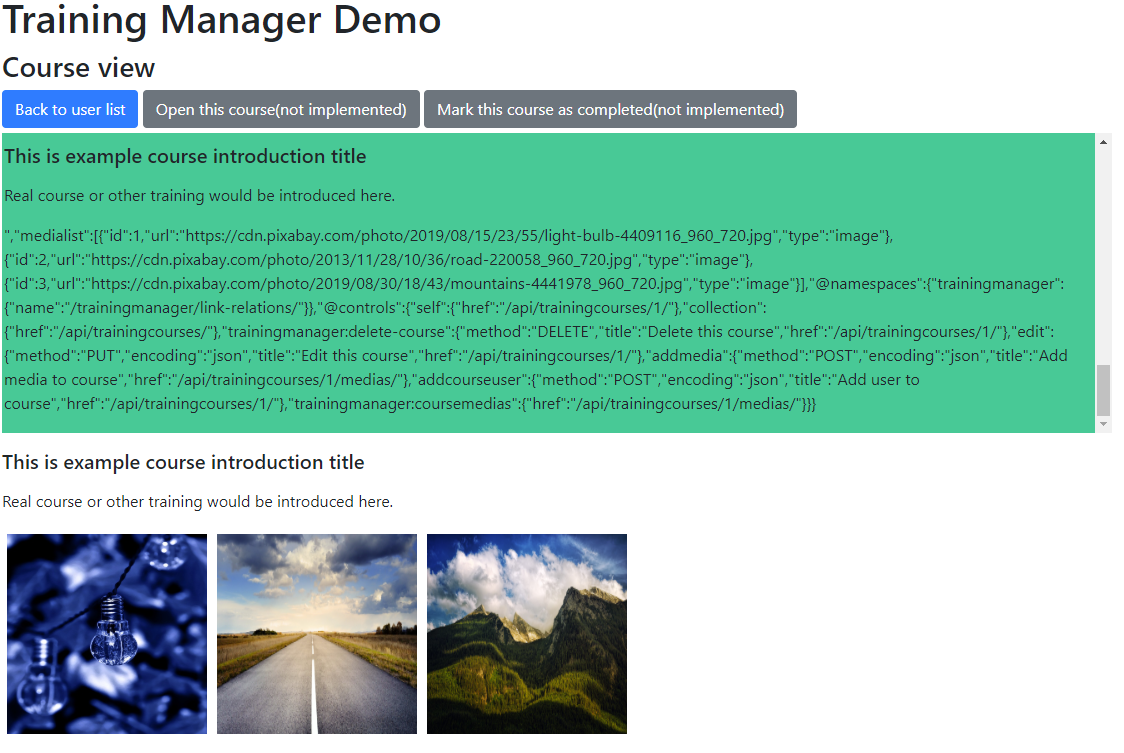 Training Manager Demo
Course view
Back to user list
Open this course(not implemented)
Mark this course as completed(not implemented)
This is example course introduction title
Real course or other training would be introduced here.
","medialist":[{"id":1,"url":"https://cdn.pixabay.com/photo/2019/08/15/23/55/light-bulb-4409116_960_720.jpg","type":"image"},
{"id":2,"url":"https://cdn.pixabay.com/photo/2013/11/28/10/36/road-220058_960_720.jpg","type":"image"},
{"id":3,"url":"https://cdn.pixabay.com/photo/2019/08/30/18/43/mountains-4441978_960_720.jpg","type":"image"}],"@namespaces":{"trainingmanager":
{"name":"/trainingmanager/link-relations/"}},"@controls":{"self":{"href":"/api/trainingcourses/1/"},"collection":
{"href":"/api/trainingcourses/"},"trainingmanager:delete-course":{"method":"DELETE","title":"Delete this course","href":"/api/trainingcourses/1/"},"edit":
{"method":"PUT","encoding":"json","title":"Edit this course","href":"/api/trainingcourses/1/"},"addmedia":{"method":"POST","encoding":"json","title":"Add
media to course","href":"/api/trainingcourses/1/medias/"},"addcourseuser":{"method":"POST","encoding":"json","title":"Add user to
course","href":"/api/trainingcourses/1/"},"trainingmanager:coursemedias":{"href":"/api/trainingcourses/1/medias/"}}}
This is example course introduction title
Real course or other training would be introduced here.